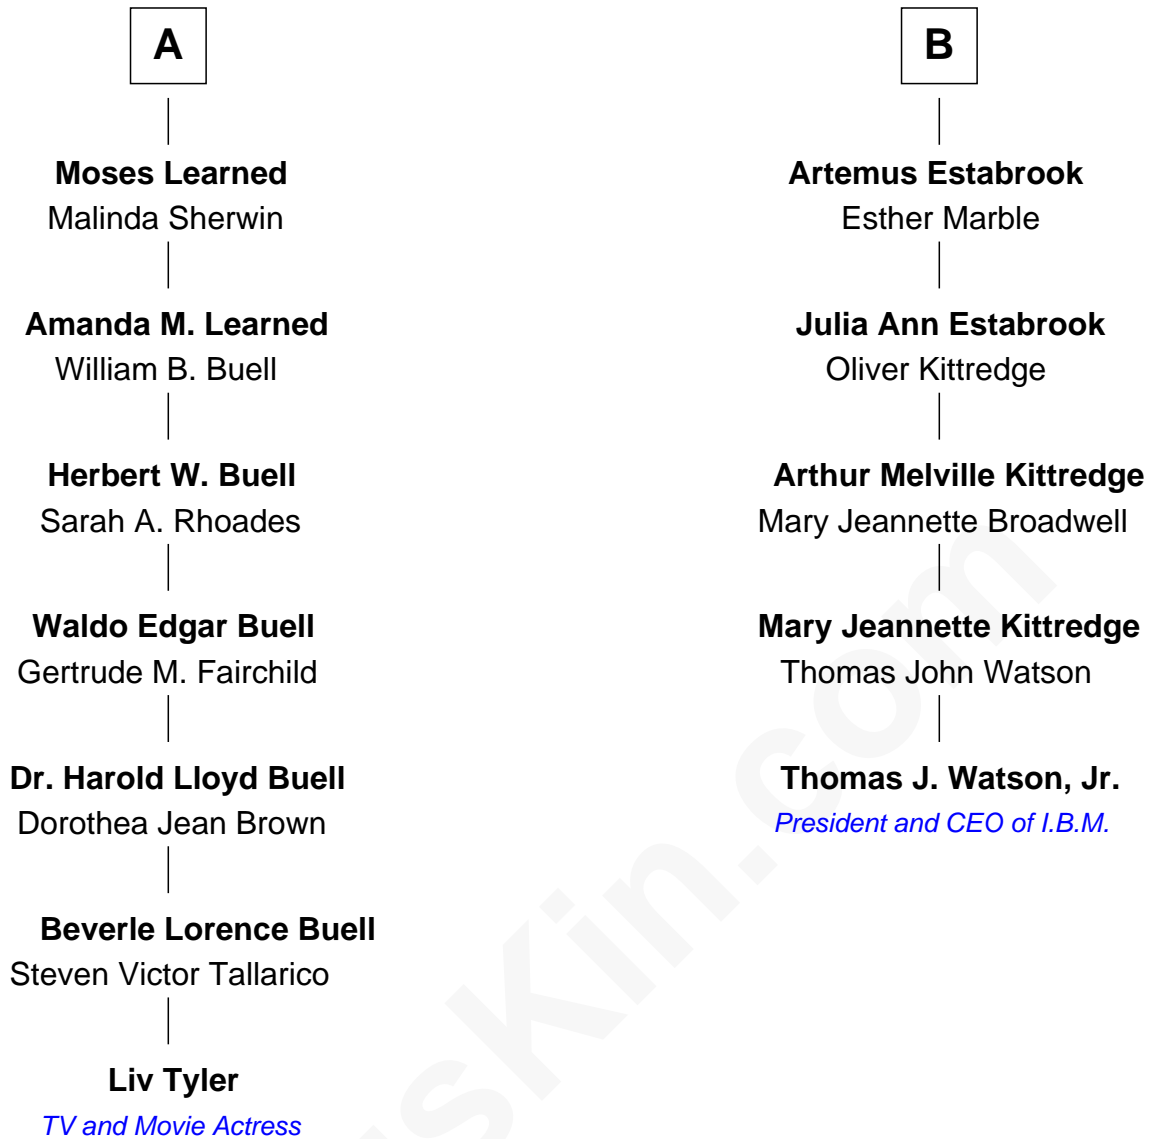 A
Moses Learned
Malinda Sherwin
Amanda M. Learned
William B. Buell
Herbert W. Buell
Sarah A. Rhoades
Waldo Edgar Buell
Gertrude M. Fairchild
Dr. Harold Lloyd Buell
Dorothea Jean Brown
Beverle Lorence Buell
Steven Victor Tallarico
Liv Tyler
TV and Movie Actress
B
Artemus Estabrook
Esther Marble
Julia Ann Estabrook
Oliver Kittredge
Arthur Melville Kittredge
Mary Jeannette Broadwell
Mary Jeannette Kittredge
Thomas John Watson
Thomas J. Watson, Jr.
President and CEO of I.B.M.